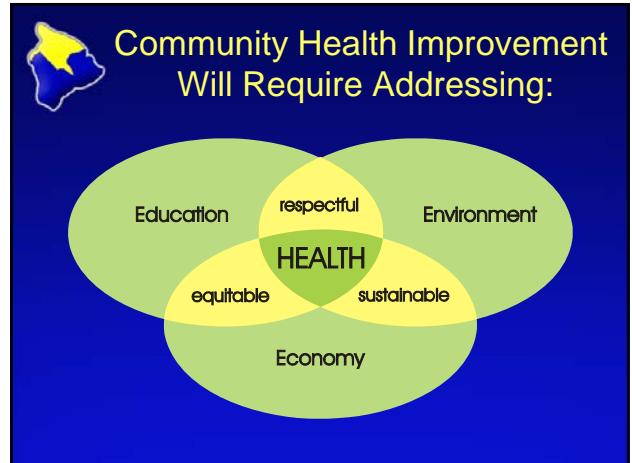 Community Health Improvement
Will Require Addressing:
respectful
Education
Environment
HEALTH
equitable
sustainable
Economy